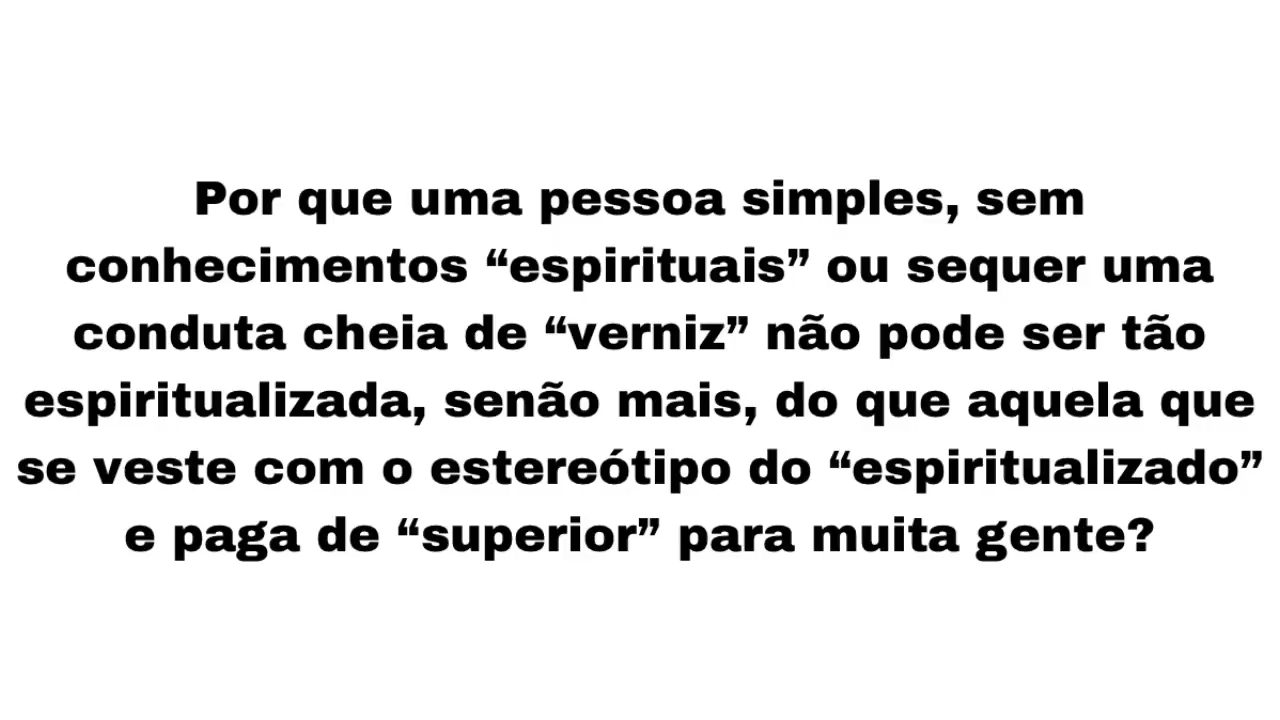 Por que uma pessoa simples, sem
conhecimentos “espirituais” ou sequer uma
conduta cheia de “verniz” não pode ser tão
espiritualizada, senão mais, do que aquela que
se veste com o estereótipo do “espiritualizado”
e paga de “superior” para muita gente?